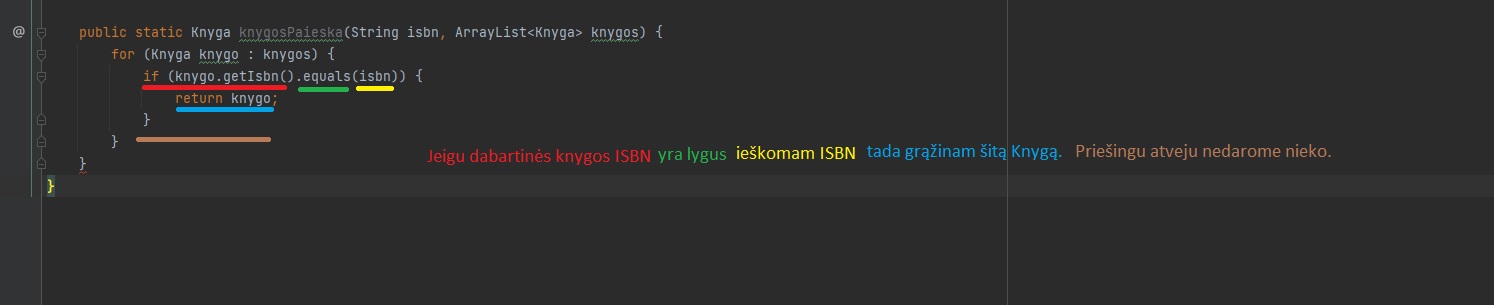 @ public static Knyga knygosPaieska(String isbn, ArrayList<Knyga> knygos) {
for (Knyga knygo : knygos) {
if (knygo.getIsbn().equals(isbn)) {
return knygo;
}
}
Jeigu dabartinės knygos ISBN yra lygus ieškomam ISBN tada grąžinam šitą Knygą. Priešingu atveju nedarome nieko.
}
}